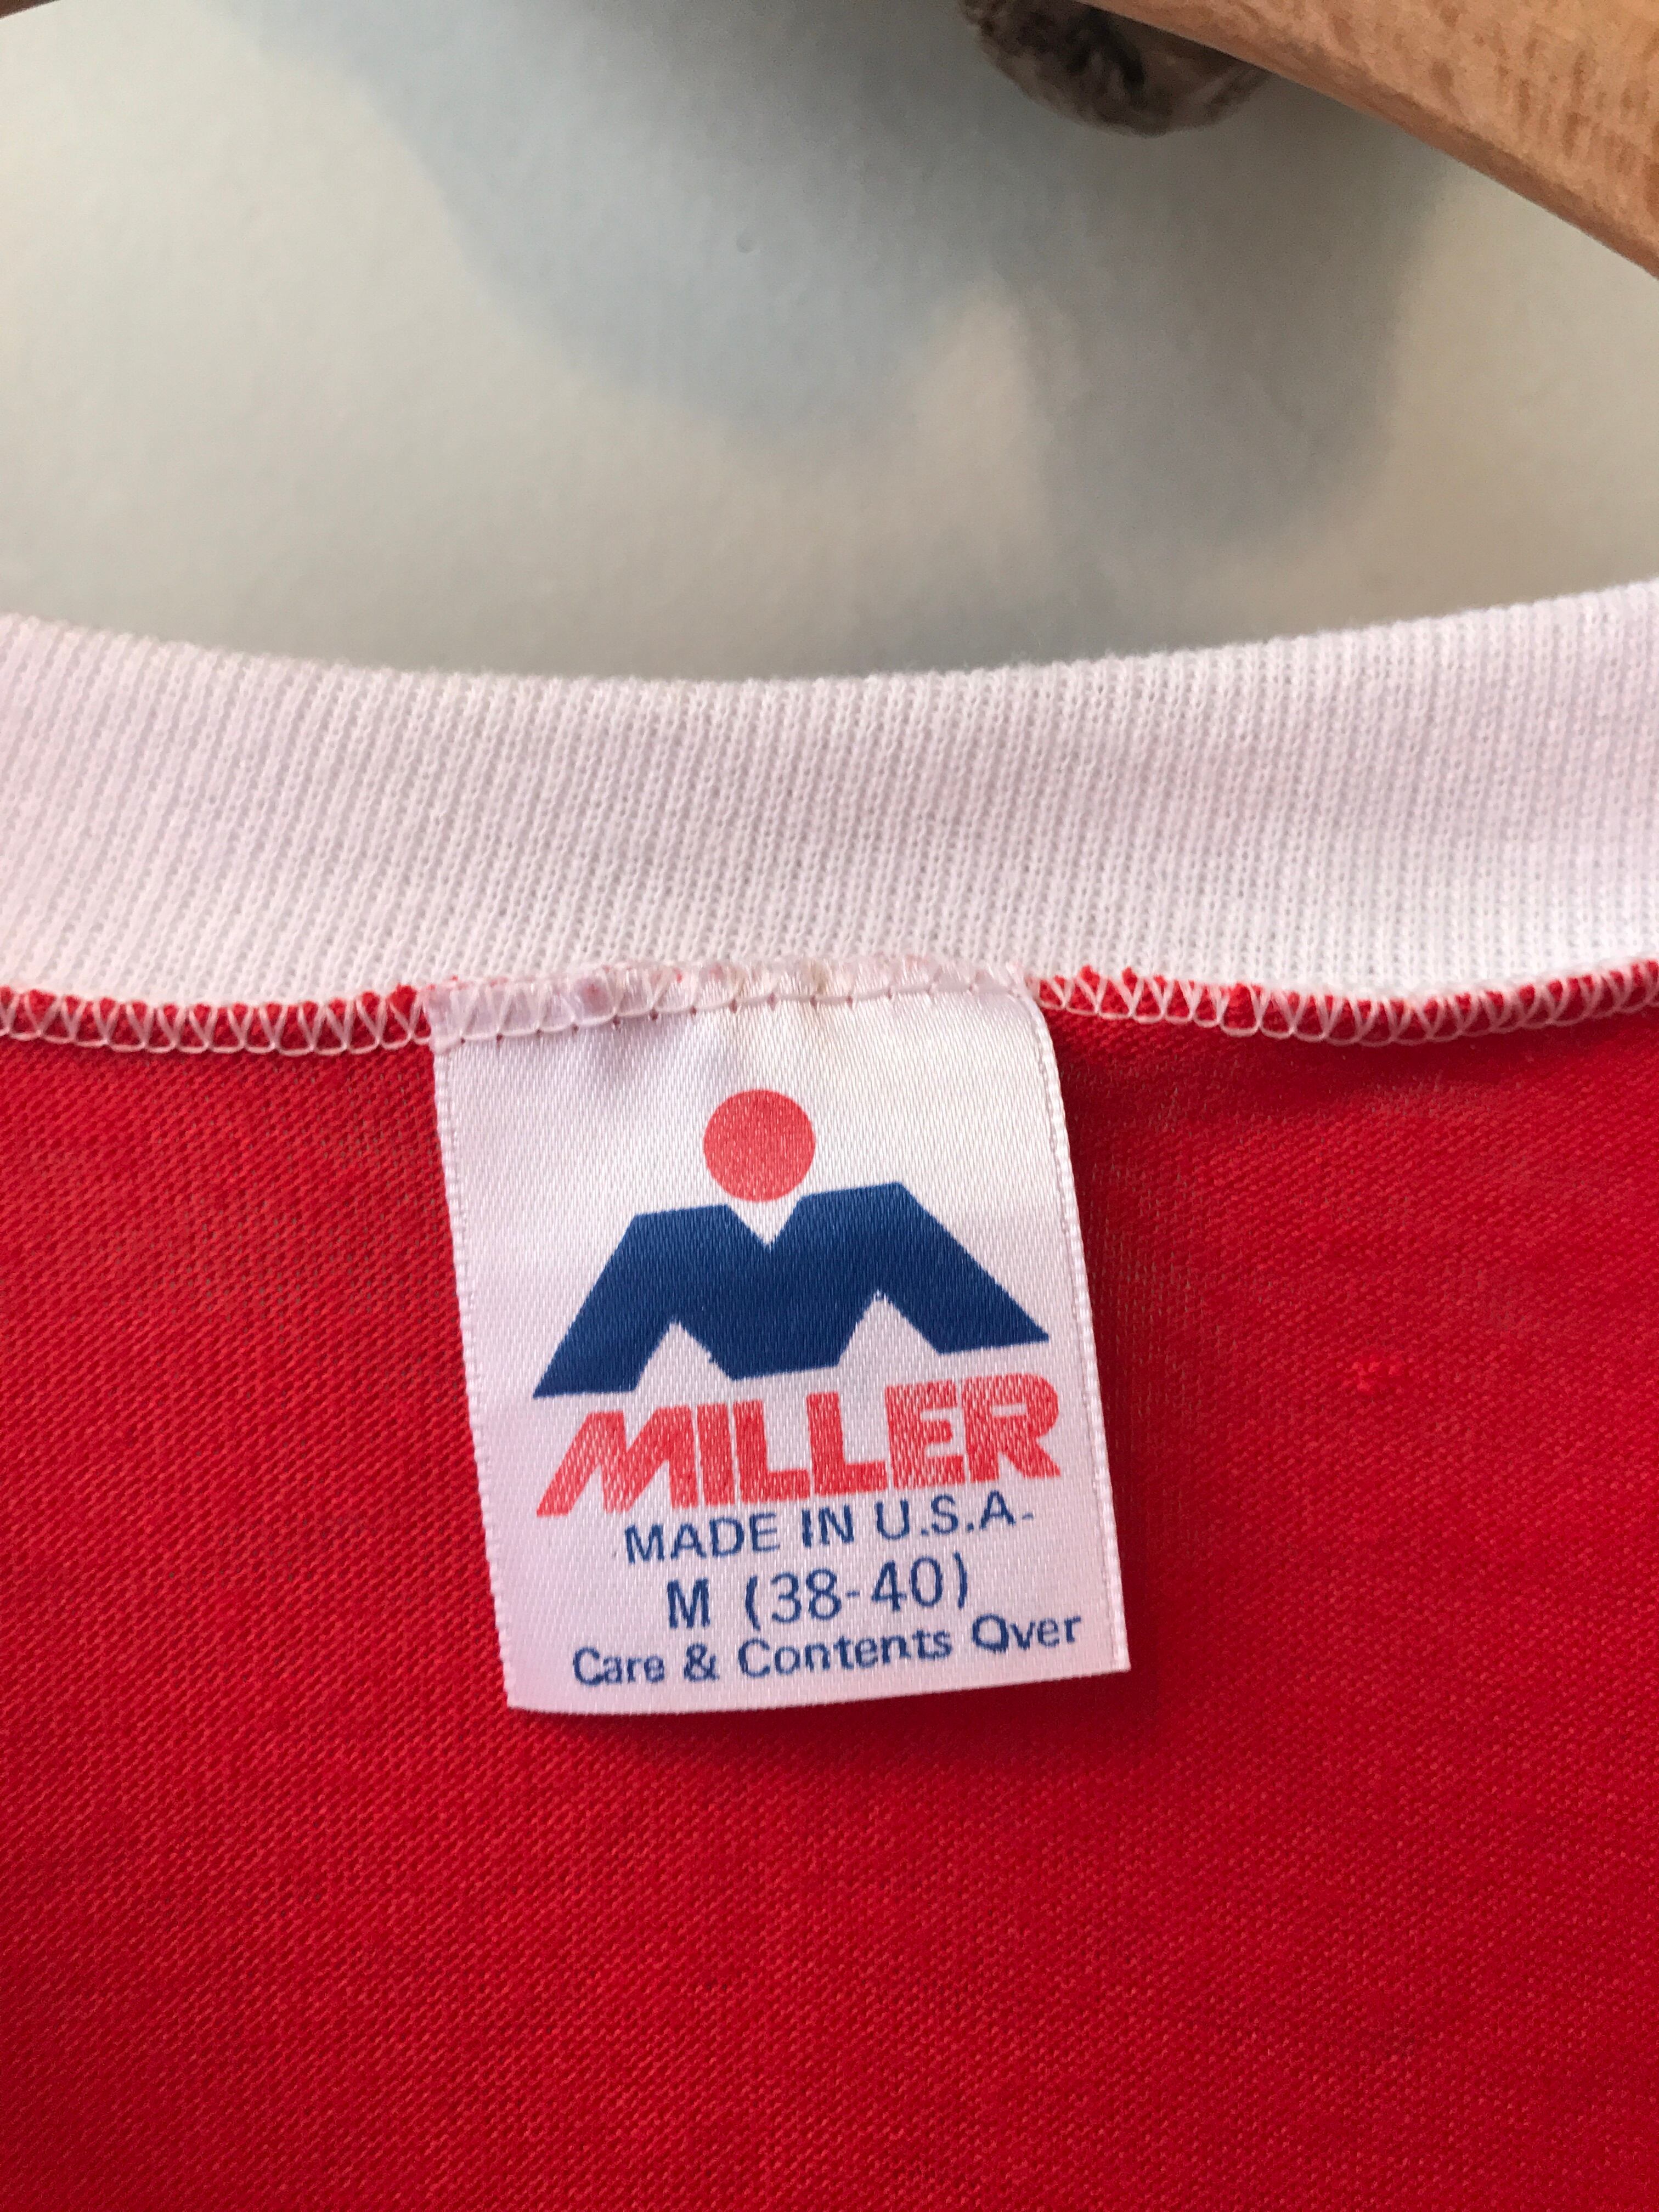 MILLER
MADE IN U.S.A.
M (38-40)
Care & Contents Over